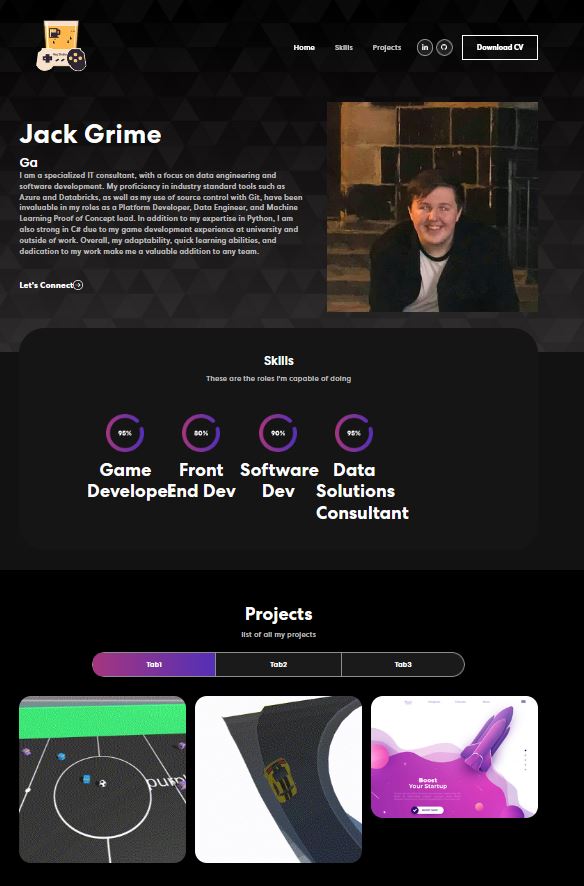 Home
Skills
Projects
in
Download CV
Jack Grime
Ga
I am a specialized IT consultant, with a focus on data engineering and
software development. My proficiency in industry standard tools such as
Azure and Databricks, as well as my use of source control with Git, have been
invaluable in my roles as a Platform Developer, Data Engineer, and Machine
Learning Proof of Concept lead. In addition to my expertise in Python, I am
also strong in C# due to my game development experience at university and
outside of work. Overall, my adaptability, quick learning abilities, and
dedication to my work make me a valuable addition to any team.
Let's Connect
Skills
These are the roles I'm capable of doing
95%
80%
90%
95%
Game
Develope
Front
End Dev
Software
Dev
Data
Solutions
Consultant
Projects
list of all my projects
Tab1
Tab2
Tab3
Boost
Your Startup